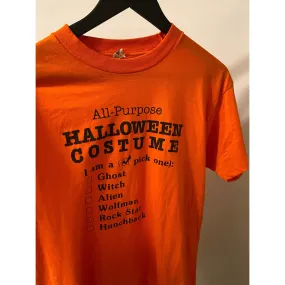 All-Purpose
HALLOWEEN
COSTUME
I am a (✓ pick one):
Ghost
Witch
Alien
Wolfman
Rock Star
Hunchback